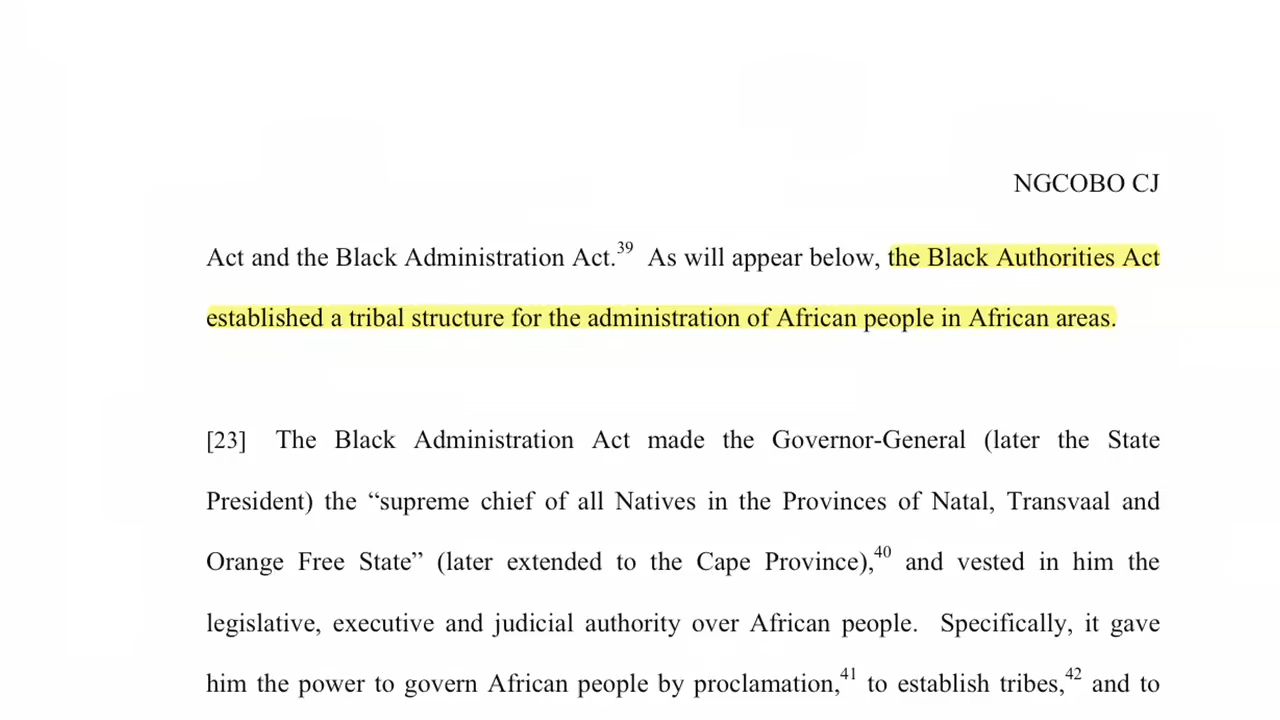 NGCOBO CJ
Act and the Black Administration Act.39 As will appear below, the Black Authorities Act
established a tribal structure for the administration of African people in African areas.
[23] The Black Administration Act made the Governor-General (later the State
President) the “supreme chief of all Natives in the Provinces of Natal, Transvaal and
Orange Free State” (later extended to the Cape Province),40 and vested in him the
legislative, executive and judicial authority over African people. Specifically, it gave
him the power to govern African people by proclamation,41 to establish tribes,42 and to